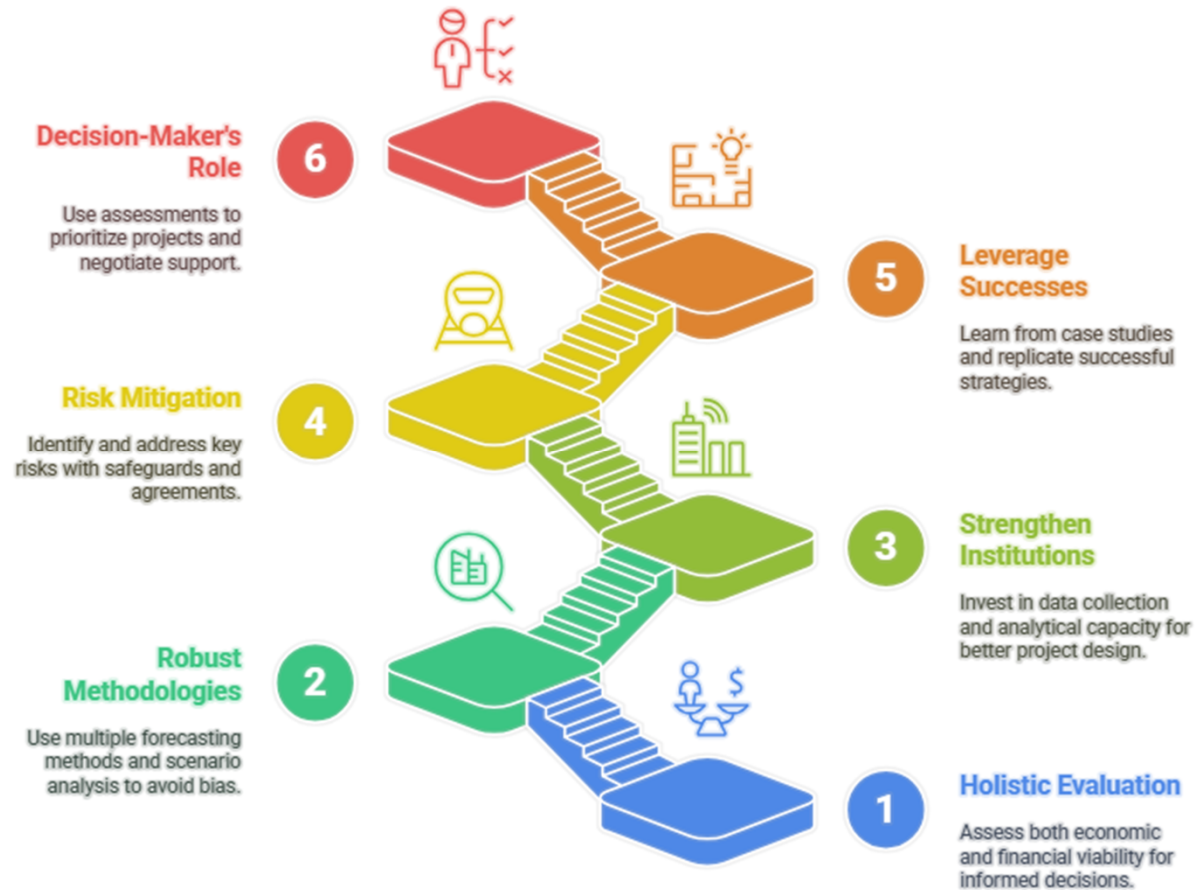 Decision-Maker's
Role
6
Use assessments to
prioritize projects and
negotiate support.
5
Leverage
Successes
Learn from case studies
and replicate successful
strategies.
Risk Mitigation
4
Identify and address key
risks with safeguards and
agreements.
3
Strengthen
Institutions
Invest in data collection
and analytical capacity for
better project design.
Robust
Methodologies
2
Use multiple forecasting
methods and scenario
analysis to avoid bias.
$
1
Holistic Evaluation
Assess both economic
and financial viability for
informed decisions.